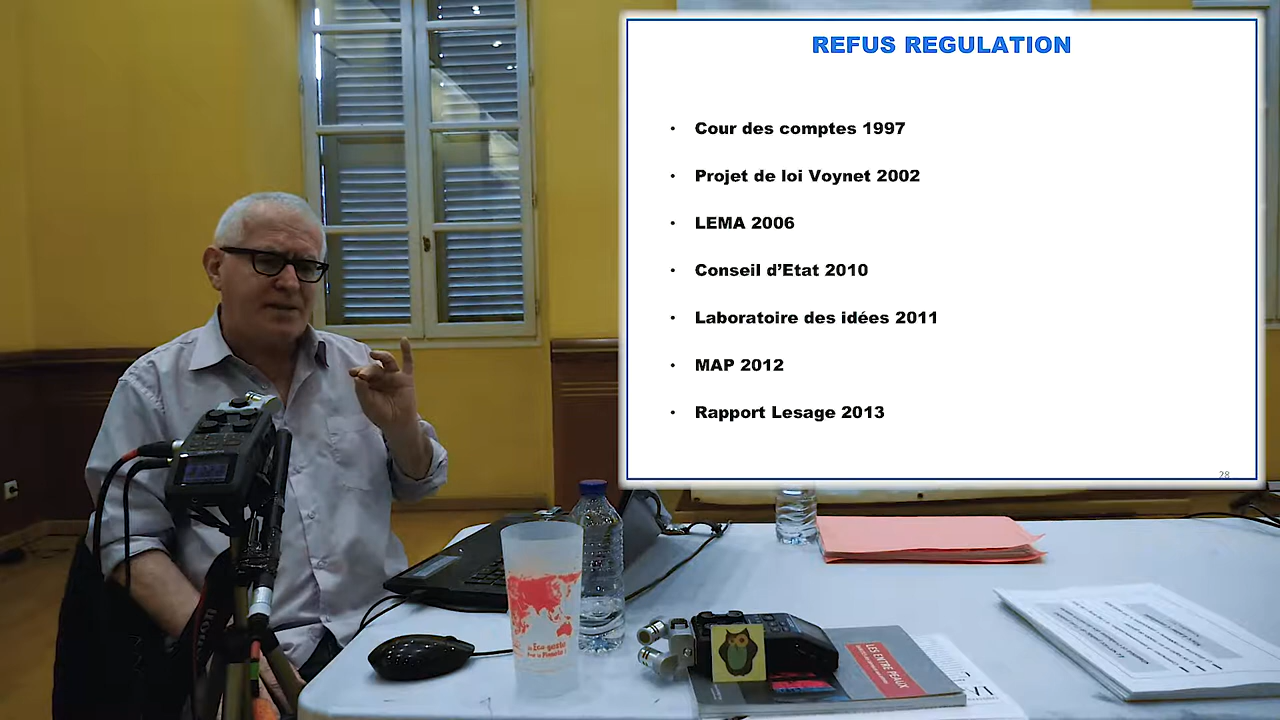 REFUS REGULATION
• Cour des comptes 1997
• Projet de loi Voynet 2002
• LEMA 2006
• Conseil d’Etat 2010
• Laboratoire des idées 2011
• MAP 2012
• Rapport Lesage 2013
28
LES ENTRE PEAUX